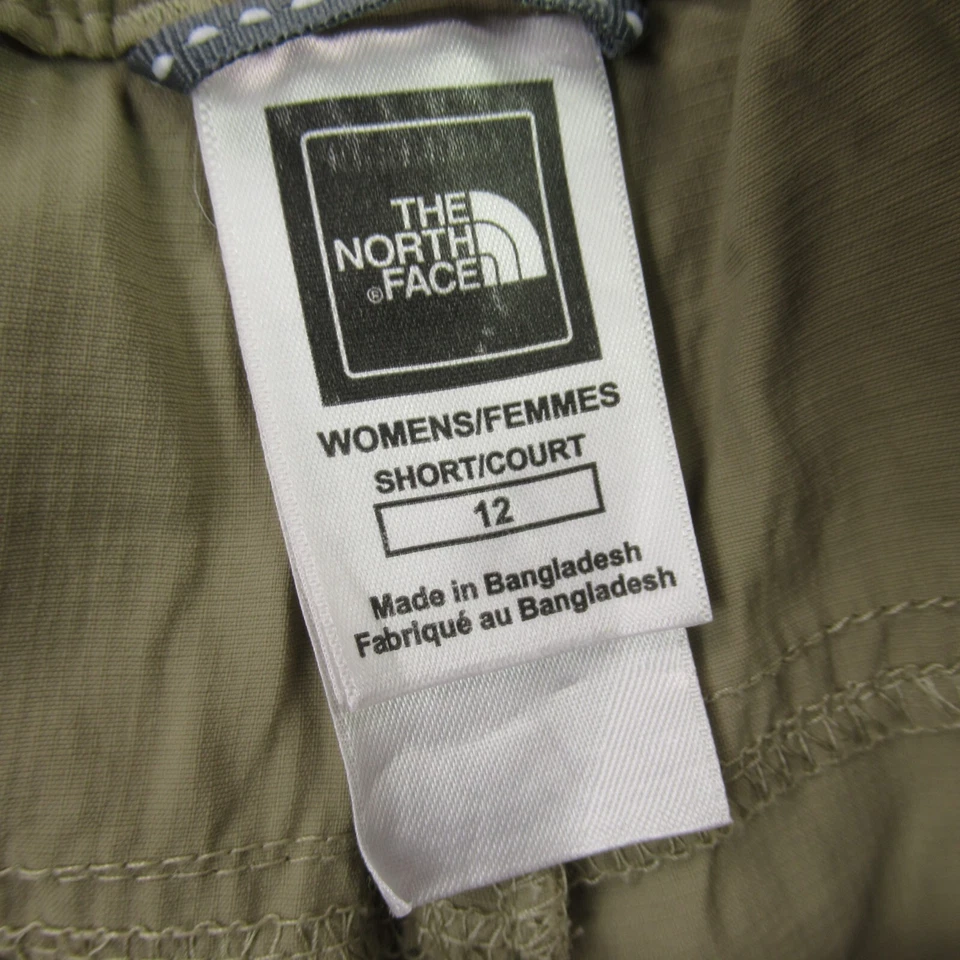 THE
NORTH
®FACE
WOMENS/FEMMES
SHORT/COURT
12
Made in Bangladesh
Fabriqué au Bangladesh